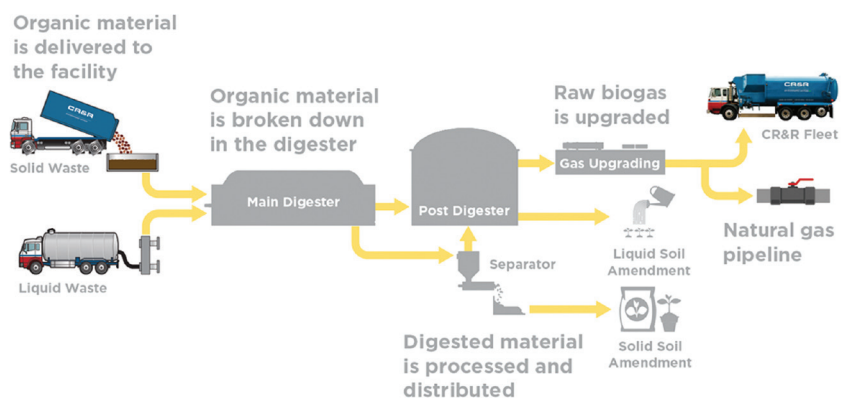 Organic material
is delivered to
the facility
CR&R
Solid Waste
Liquid Waste
Organic material
is broken down
in the digester
Main Digester
Post Digester
Separator
Digested material
is processed and
distributed
Raw biogas
is upgraded
Gas Upgrading
CR&R
CR&R Fleet
Natural gas
pipeline
Liquid Soil
Amendment
Solid Soil
Amendment